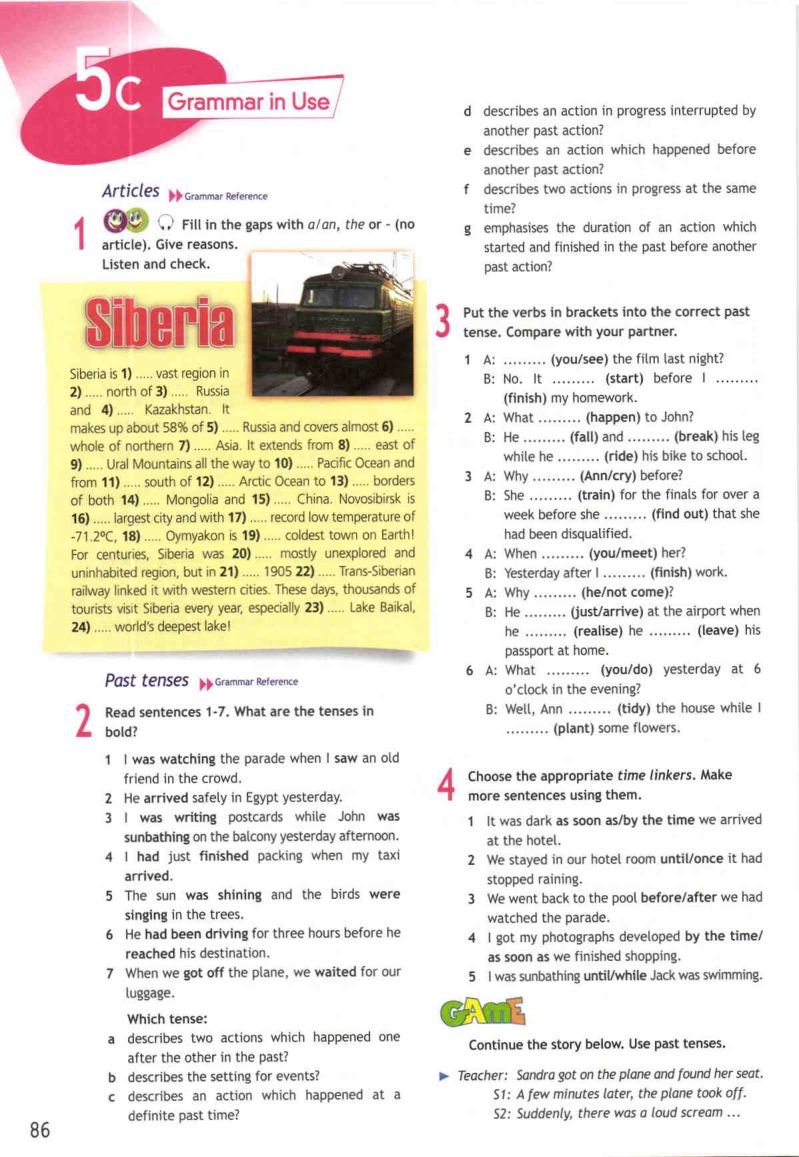 5c
Grammar in Use
Articles Grammar Reference
1 Fill in the gaps with a/an, the or - (no
article). Give reasons.
Listen and check.
Siberia
Siberia is 1) ..... vast region in
2) ..... north of 3) ..... Russia
and 4) ..... Kazakhstan. It
makes up about 58% of 5) ..... Russia and covers almost 6) .....
whole of northern 7) ..... Asia. It extends from 8) ..... east of
9) ..... Ural Mountains all the way to 10) ..... Pacific Ocean and
from 11) ..... south of 12) ..... Arctic Ocean to 13) ..... borders
of both 14) ..... Mongolia and 15) ..... China. Novosibirsk is
16) ..... largest city and with 17) ..... record low temperature of
-71.2ºC, 18) ..... Oymyakon is 19) ..... coldest town on Earth!
For centuries, Siberia was 20) ..... mostly unexplored and
uninhabited region, but in 21) ..... 1905 22) ..... Trans-Siberian
railway linked it with western cities. These days, thousands of
tourists visit Siberia every year, especially 23) ..... Lake Baikal,
24) ..... world's deepest lake!
Past tenses Grammar Reference
2 Read sentences 1-7. What are the tenses in
bold?
1 I was watching the parade when I saw an old
friend in the crowd.
2 He arrived safely in Egypt yesterday.
3 I was writing postcards while John was
sunbathing on the balcony yesterday afternoon.
4 I had just finished packing when my taxi
arrived.
5 The sun was shining and the birds were
singing in the trees.
6 He had been driving for three hours before he
reached his destination.
7 When we got off the plane, we waited for our
luggage.
Which tense:
a describes two actions which happened one
after the other in the past?
b describes the setting for events?
c describes an action which happened at a
definite past time?
86
d describes an action in progress interrupted by
another past action?
e describes an action which happened before
another past action?
f describes two actions in progress at the same
time?
g emphasises the duration of an action which
started and finished in the past before another
past action?
3 Put the verbs in brackets into the correct past
tense. Compare with your partner.
1 A: ......... (you/see) the film last night?
B: No. It ......... (start) before I .........
(finish) my homework.
2 A: What ......... (happen) to John?
B: He ......... (fall) and ......... (break) his leg
while he ......... (ride) his bike to school.
3 A: Why ......... (Ann/cry) before?
B: She ......... (train) for the finals for over a
week before she ......... (find out) that she
had been disqualified.
4 A: When ......... (you/meet) her?
B: Yesterday after I ......... (finish) work.
5 A: Why ......... (he/not come)?
B: He ......... (just/arrive) at the airport when
he ......... (realise) he ......... (leave) his
passport at home.
6 A: What ......... (you/do) yesterday at 6
o'clock in the evening?
B: Well, Ann ......... (tidy) the house while I
......... (plant) some flowers.
4 Choose the appropriate time linkers. Make
more sentences using them.
1 It was dark as soon as/by the time we arrived
at the hotel.
2 We stayed in our hotel room until/once it had
stopped raining.
3 We went back to the pool before/after we had
watched the parade.
4 I got my photographs developed by the time/
as soon as we finished shopping.
5 I was sunbathing until/while Jack was swimming.
GAME
Continue the story below. Use past tenses.
Teacher: Sandra got on the plane and found her seat.
S1: A few minutes later, the plane took off.
S2: Suddenly, there was a loud scream ...